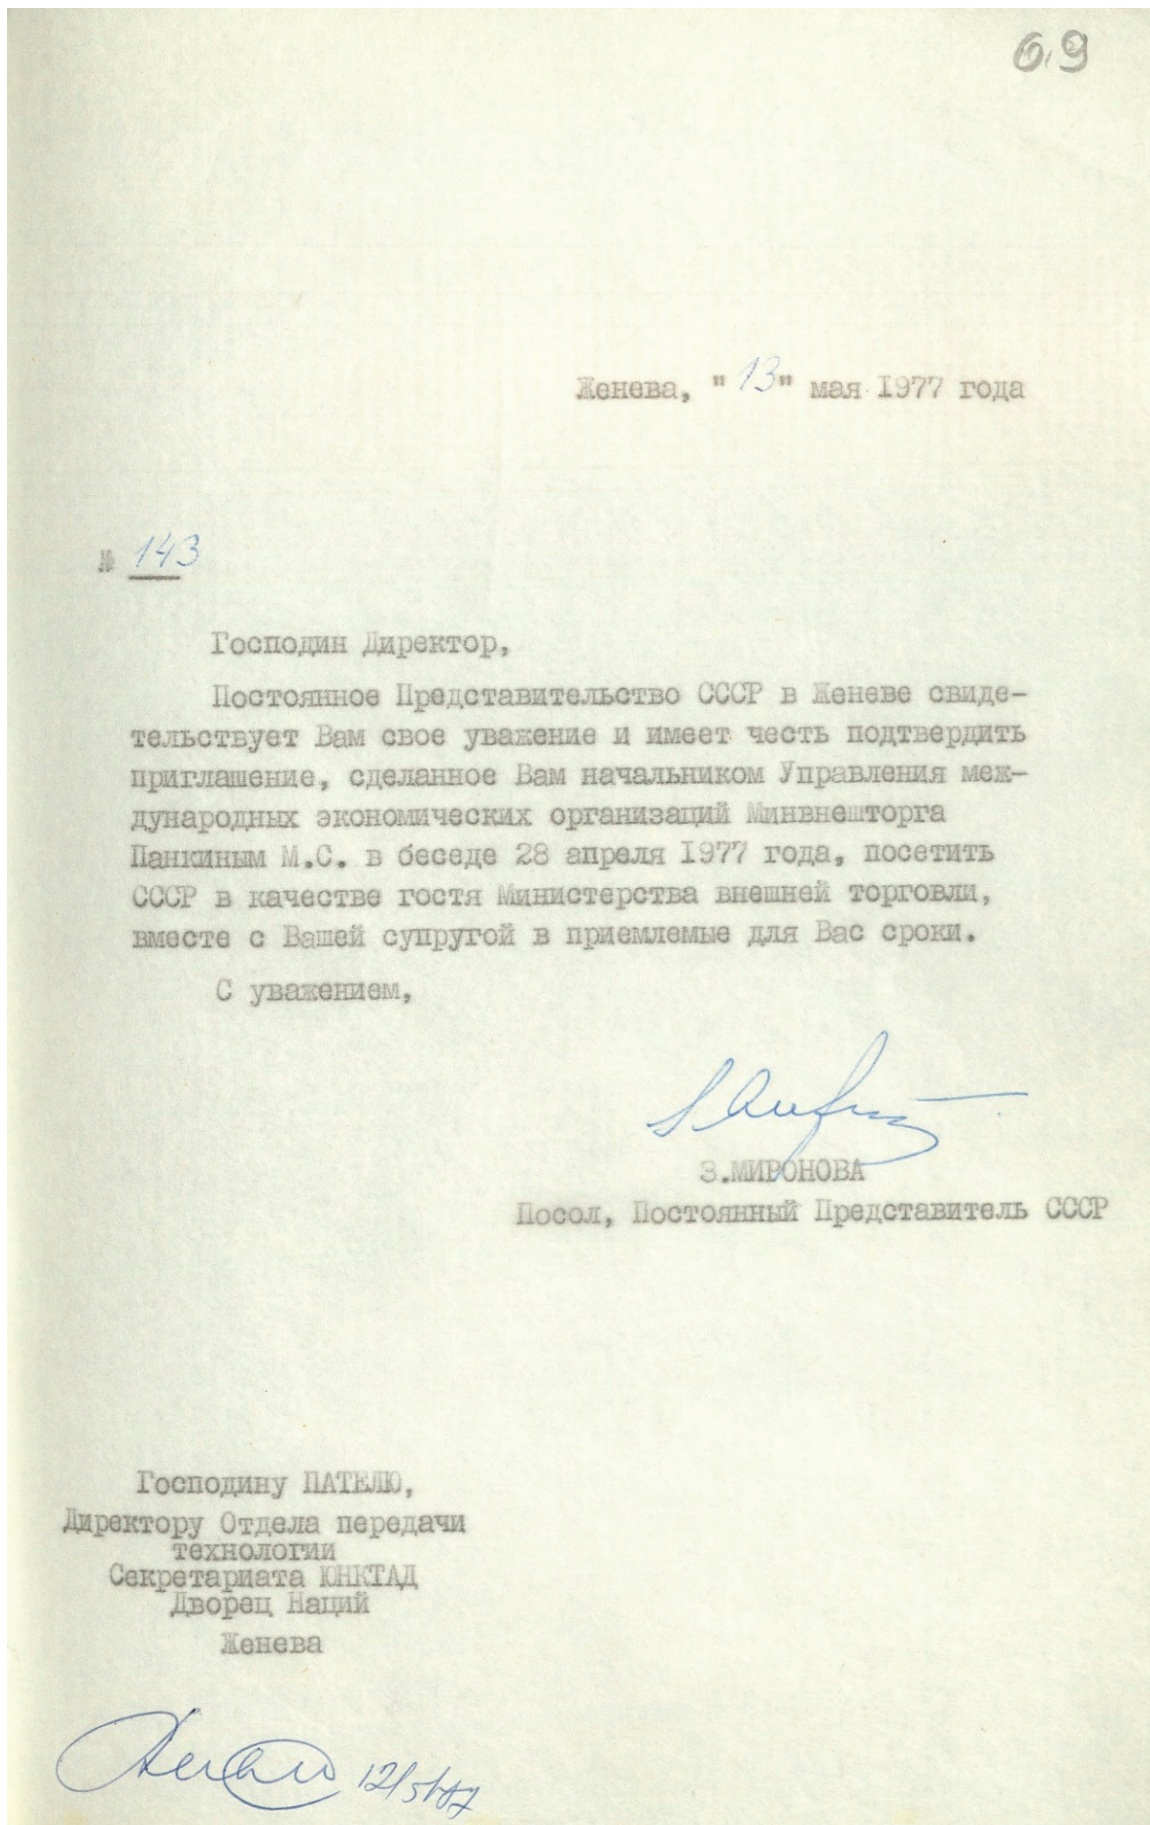 69
Женева, "13" мая 1977 года
№ 143
Господин Директор,
Постоянное Представительство СССР в Женеве свиде-
тельствует Вам свое уважение и имеет честь подтвердить
приглашение, сделанное Вам начальником Управления меж-
дународных экономических организаций Минвнешторга
Панкиным М.С. в беседе 28 апреля 1977 года, посетить
СССР в качестве гостя Министерства внешней торговли,
вместе с Вашей супругой в приемлемые для Вас сроки.
С уважением,
З.МИРОНОВА
Посол, Постоянный Представитель СССР
Господину ПАТЕЛЮ,
Директору Отдела передачи
технологии
Секретариата ЮНКТАД
Дворец Наций
Женева